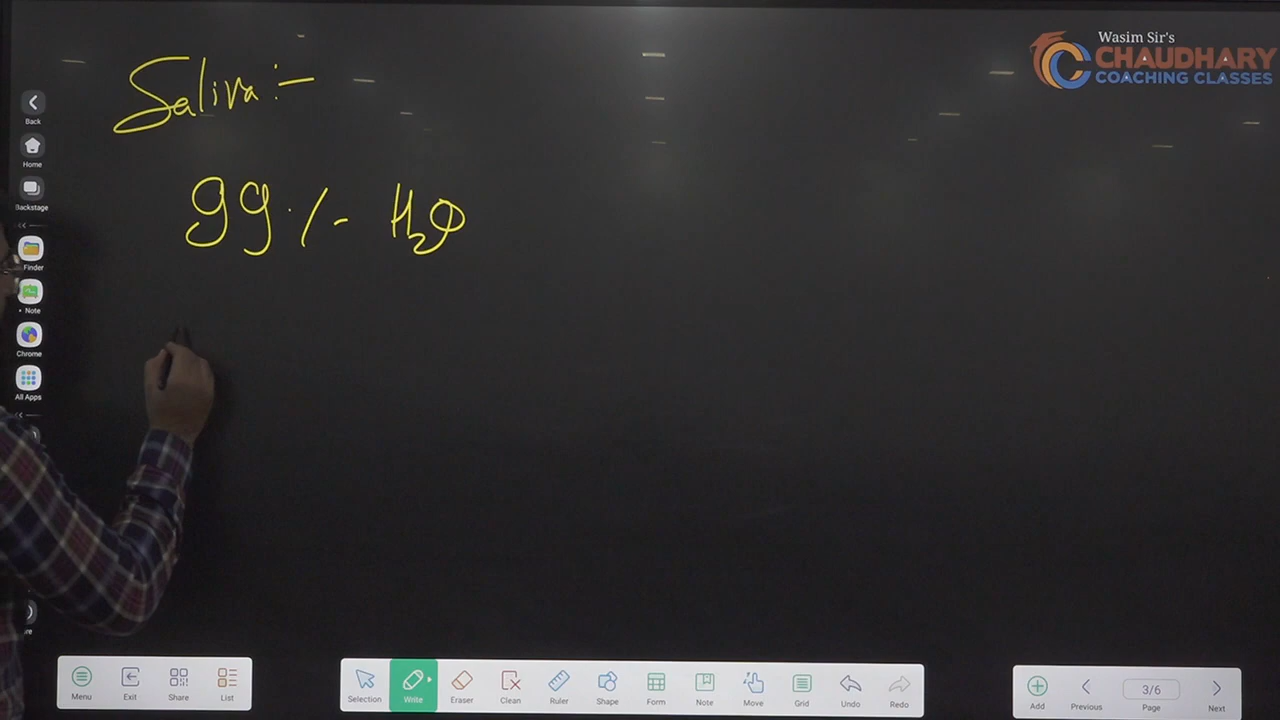 Wasim Sir's
CHAUDHARY
COACHING CLASSES
Saliva :-
99 % - H2O
Back
Home
Backstage
Finder
Note
Chrome
All Apps
Menu
Exit
Share
List
Selection
Write
Eraser
Clean
Ruler
Shape
Form
Note
Move
Grid
Undo
Redo
Add
Previous
3/6
Page
Next